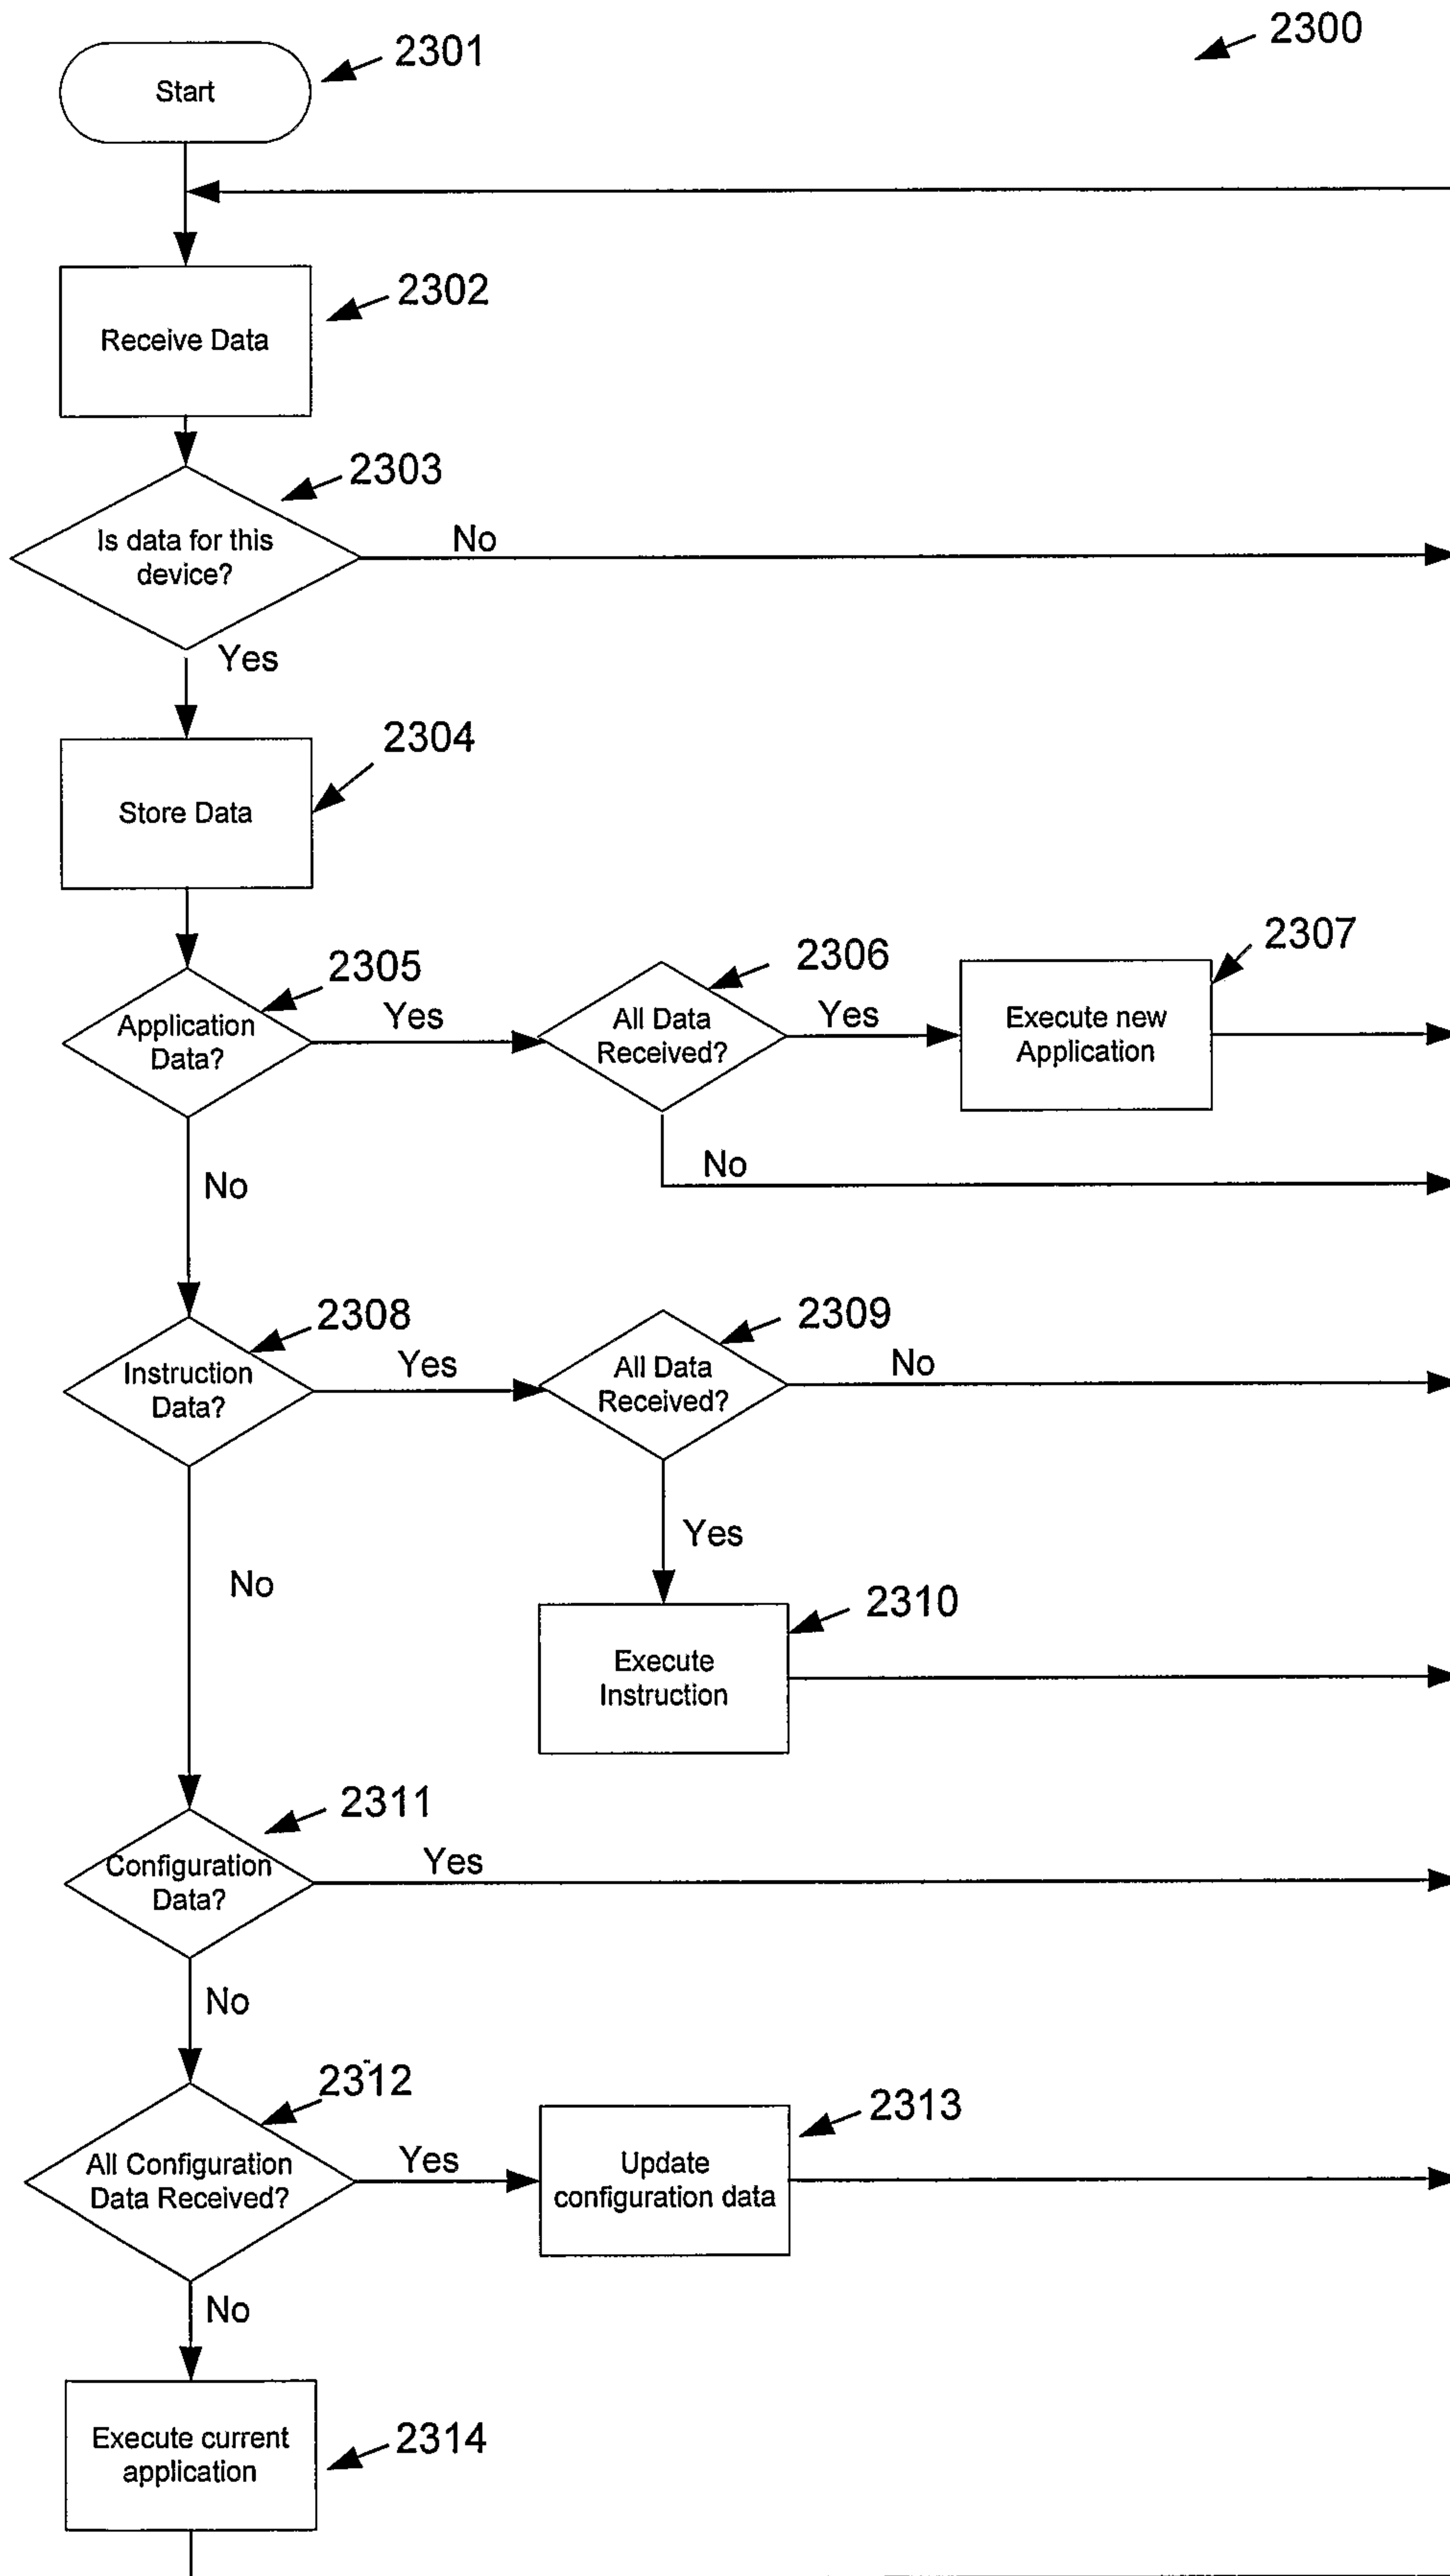 2300
Start
2301
Receive Data
2302
Is data for this
device?
2303
No
Yes
Store Data
2304
Application
Data?
2305
Yes
All Data
Received?
2306
Yes
Execute new
Application
2307
No
No
Instruction
Data?
2308
Yes
All Data
Received?
2309
No
Yes
No
Execute
Instruction
2310
Configuration
Data?
2311
Yes
No
All Configuration
Data Received?
2312
Yes
Update
configuration data
2313
No
Execute current
application
2314